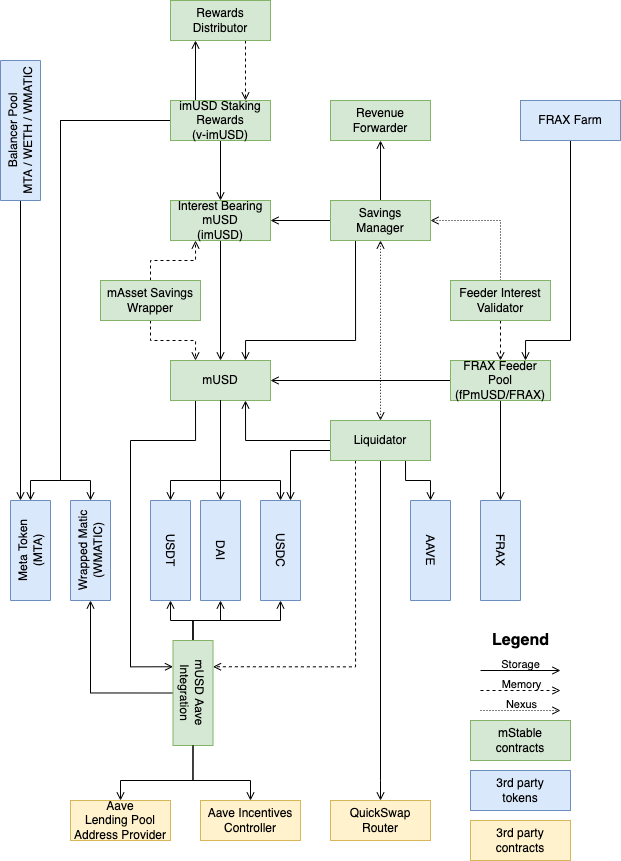 Rewards
Distributor
Balancer Pool
MTA / WETH / WMATIC
imUSD Staking
Rewards
(v-imUSD)
Revenue
Forwarder
FRAX Farm
Interest Bearing
mUSD
(imUSD)
Savings
Manager
mAsset Savings
Wrapper
Feeder Interest
Validator
mUSD
FRAX Feeder
Pool
(fPmUSD/FRAX)
Liquidator
Meta Token
(MTA)
Wrapped Matic
(WMATIC)
USDT
DAI
USDC
AAVE
FRAX
mUSD Aave
Integration
Legend
Storage
Memory
Nexus
mStable
contracts
3rd party
tokens
3rd party
contracts
Aave
Lending Pool
Address Provider
Aave Incentives
Controller
QuickSwap
Router